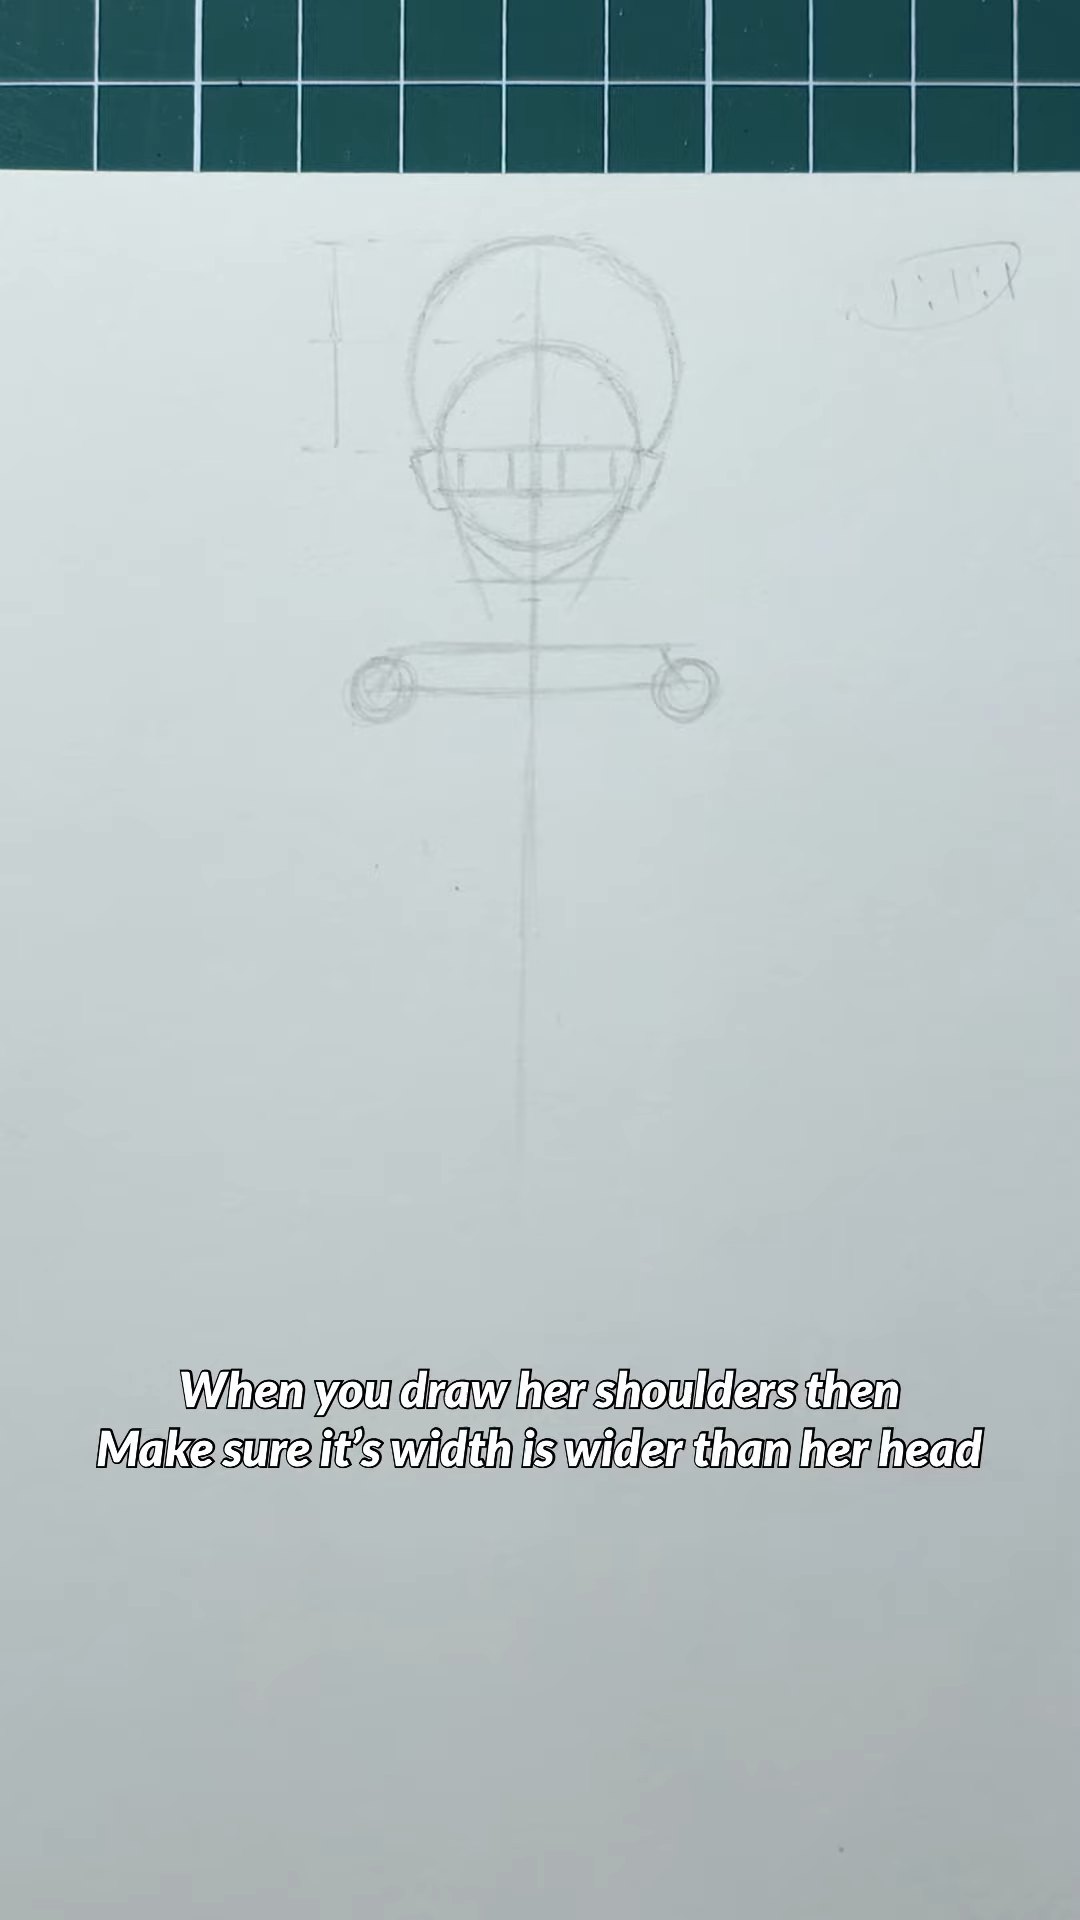 When you draw her shoulders then
Make sure it's width is wider than her head